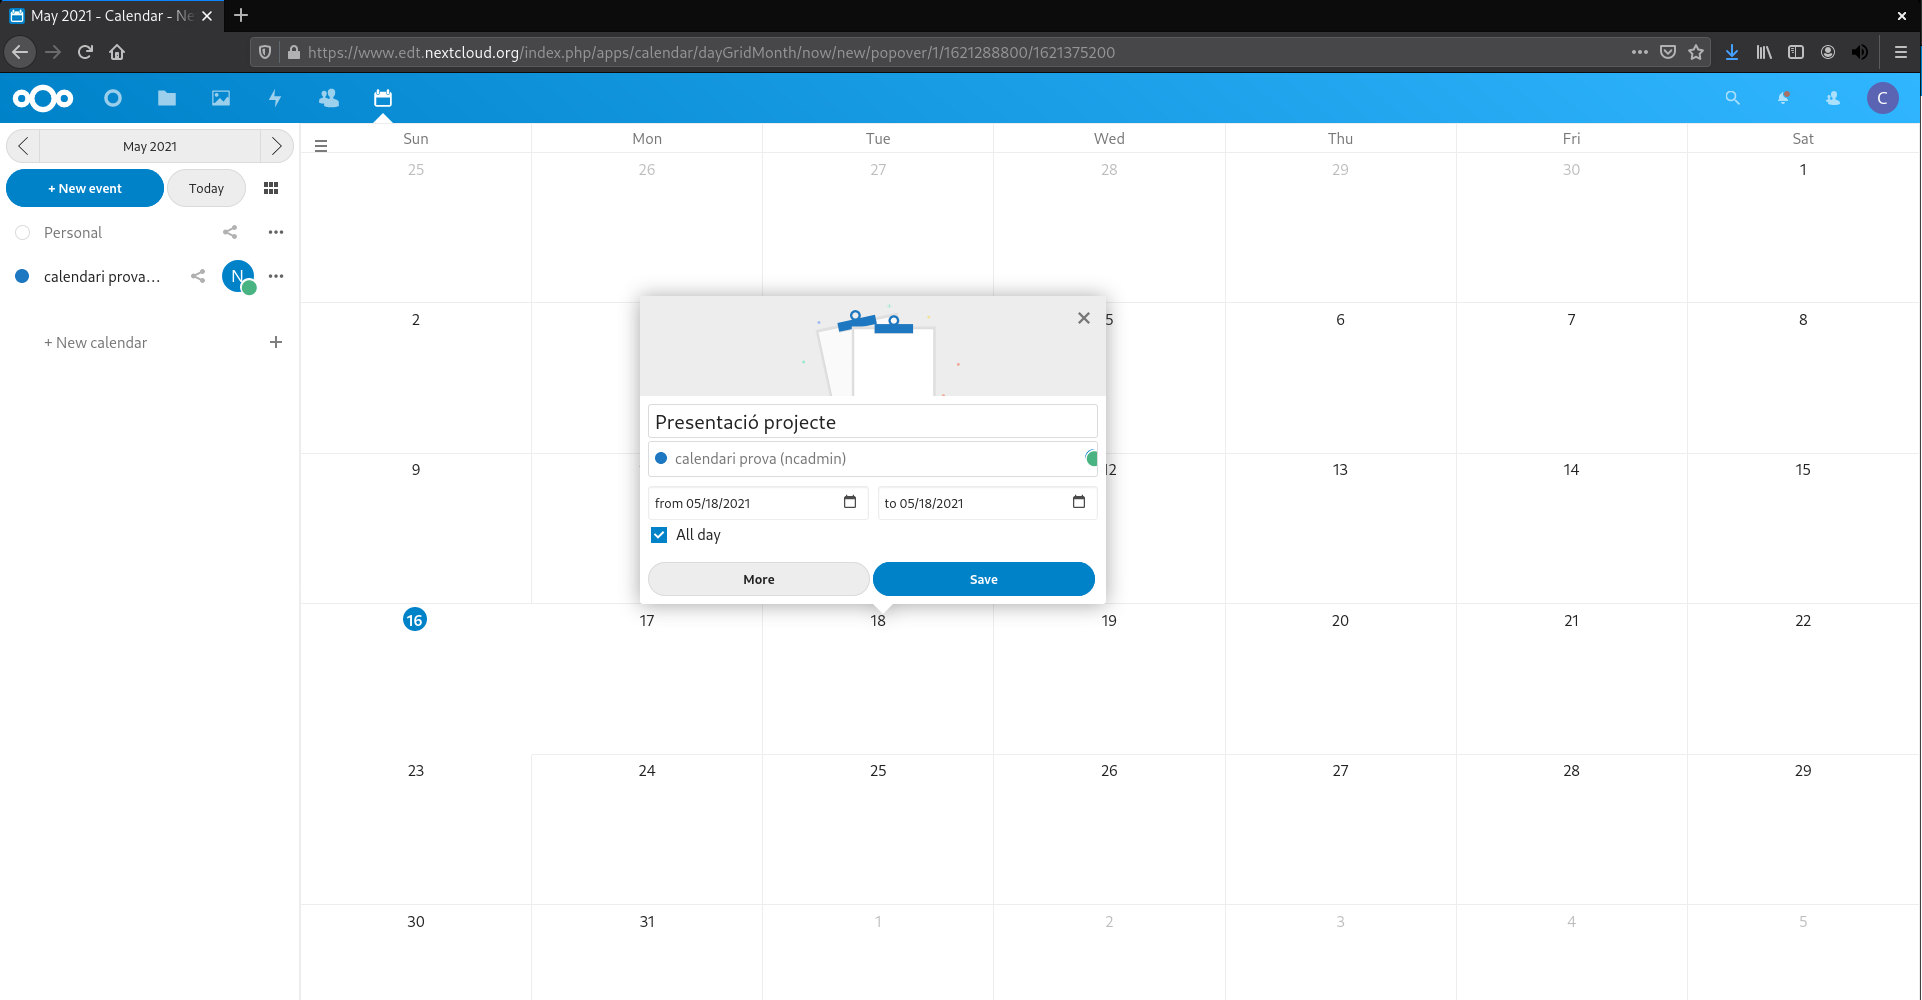 May 2021 - Calendar - Ne
https://www.edt.nextcloud.org/index.php/apps/calendar/dayGridMonth/now/new/popover/1/1621288800/1621375200
C
May 2021
+ New event Today
Personal
calendari prova... N
+ New calendar
Sun Mon Tue Wed Thu Fri Sat
25 26 27 28 29 30 1
2 5 6 7 8
Presentació projecte
calendari prova (ncadmin)
9 12 13 14 15
from 05/18/2021 to 05/18/2021
All day
More Save
16 17 18 19 20 21 22
23 24 25 26 27 28 29
30 31 1 2 3 4 5